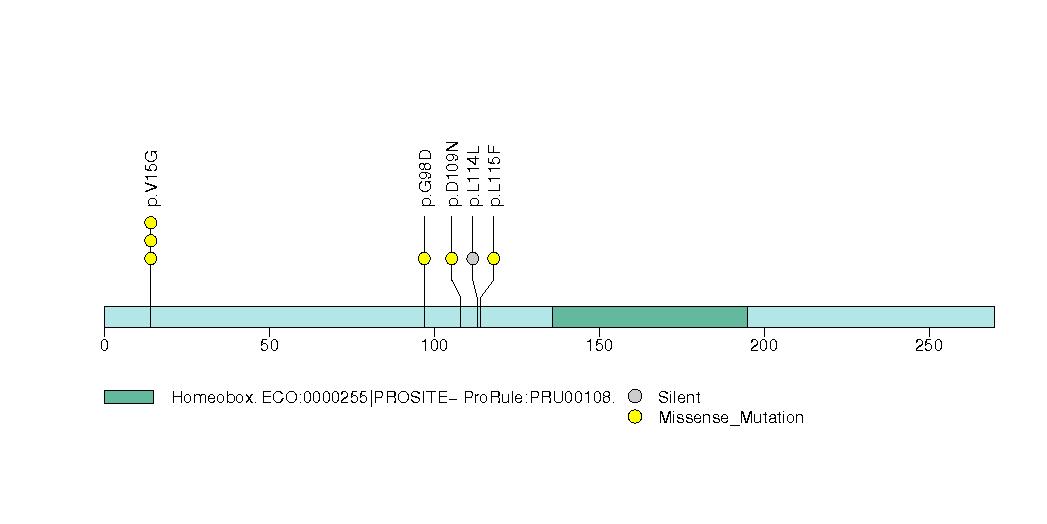 p.V15G
p.G98D
p.D109N
p.L114L
p.L115F
0 50 100 150 200 250
Homeobox. ECO:0000255|PROSITE- ProRule:PRU00108.
Silent
Missense_Mutation